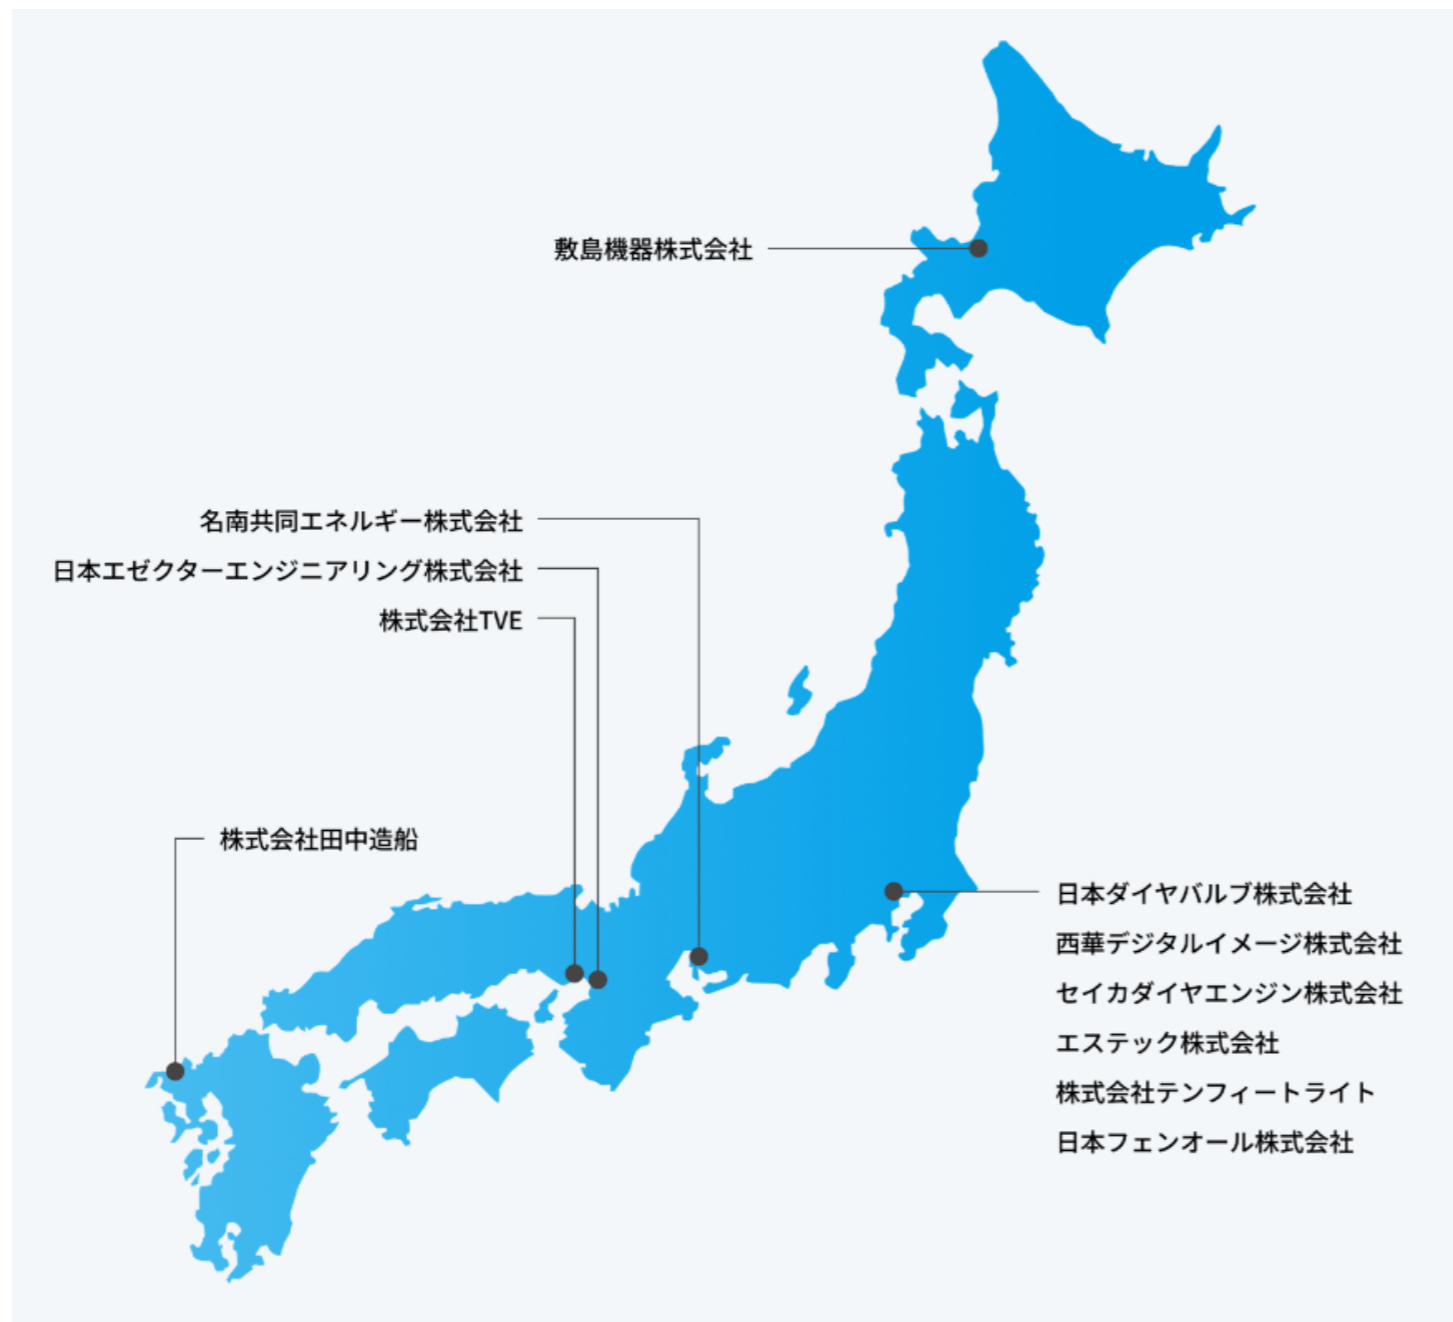 敷島機器株式会社
名南共同エネルギー株式会社
日本エゼクターエンジニアリング株式会社
株式会社TVE
株式会社田中造船
日本ダイヤバルブ株式会社
西華デジタルイメージ株式会社
セイカダイヤエンジン株式会社
エステック株式会社
株式会社テンフィートライト
日本フェンオール株式会社